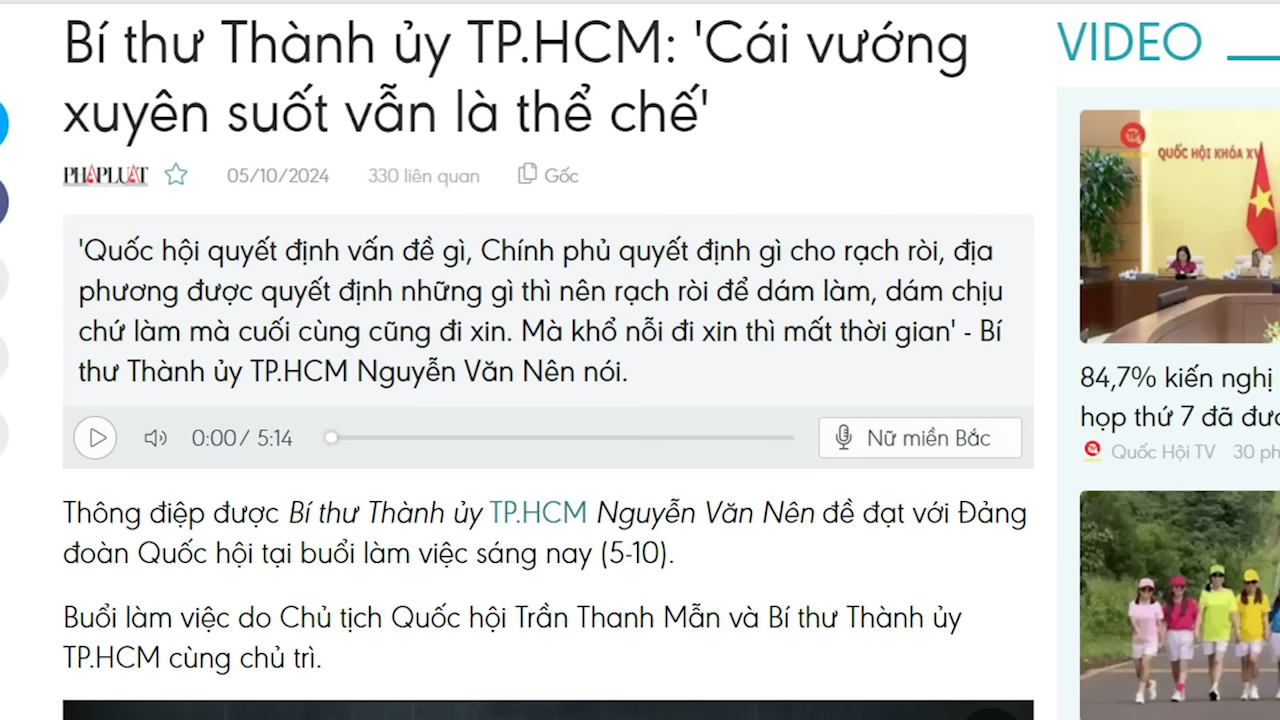 Bí thư Thành ủy TP.HCM: 'Cái vướng
xuyên suốt vẫn là thể chế'
PHÁPLUẬT
05/10/2024
330 liên quan
Gốc
'Quốc hội quyết định vấn đề gì, Chính phủ quyết định gì cho rạch ròi, địa
phương được quyết định những gì thì nên rạch ròi để dám làm, dám chịu
chứ làm mà cuối cùng cũng đi xin. Mà khổ nỗi đi xin thì mất thời gian' - Bí
thư Thành ủy TP.HCM Nguyễn Văn Nên nói.
0:00 / 5:14
Nữ miền Bắc
Thông điệp được Bí thư Thành ủy TP.HCM Nguyễn Văn Nên đề đạt với Đảng
đoàn Quốc hội tại buổi làm việc sáng nay (5-10).
Buổi làm việc do Chủ tịch Quốc hội Trần Thanh Mẫn và Bí thư Thành ủy
TP.HCM cùng chủ trì.
VIDEO
QUỐC HỘI KHÓA XV
84,7% kiến nghị
họp thứ 7 đã
Quốc Hội TV
30